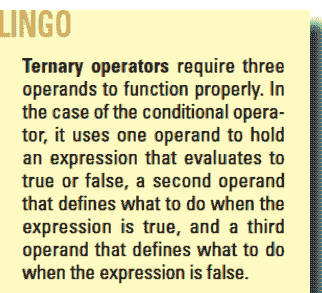 LINGO
Ternary operators require three
operands to function properly. In
the case of the conditional opera-
tor, it uses one operand to hold
an expression that evaluates to
true or false, a second operand
that defines what to do when the
expression is true, and a third
operand that defines what to do
when the expression is false.